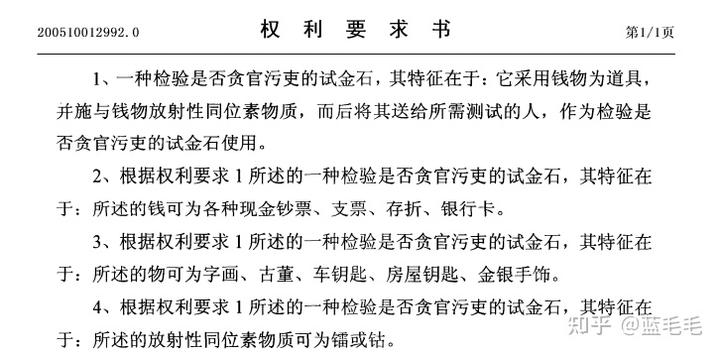 200510012992.0 权利要求书 第1/1页
1、一种检验是否贪官污吏的试金石，其特征在于：它采用钱物为道具，
并施与钱物放射性同位素物质，而后将其送给所需测试的人，作为检验是
否贪官污吏的试金石使用。
2、根据权利要求1所述的一种检验是否贪官污吏的试金石，其特征在
于：所述的钱可为各种现金钞票、支票、存折、银行卡。
3、根据权利要求1所述的一种检验是否贪官污吏的试金石，其特征在
于：所述的物可为字画、古董、车钥匙、房屋钥匙、金银手饰。
4、根据权利要求1所述的一种检验是否贪官污吏的试金石，其特征在
于：所述的放射性同位素物质可为镭或钴。
知乎 @蓝毛毛